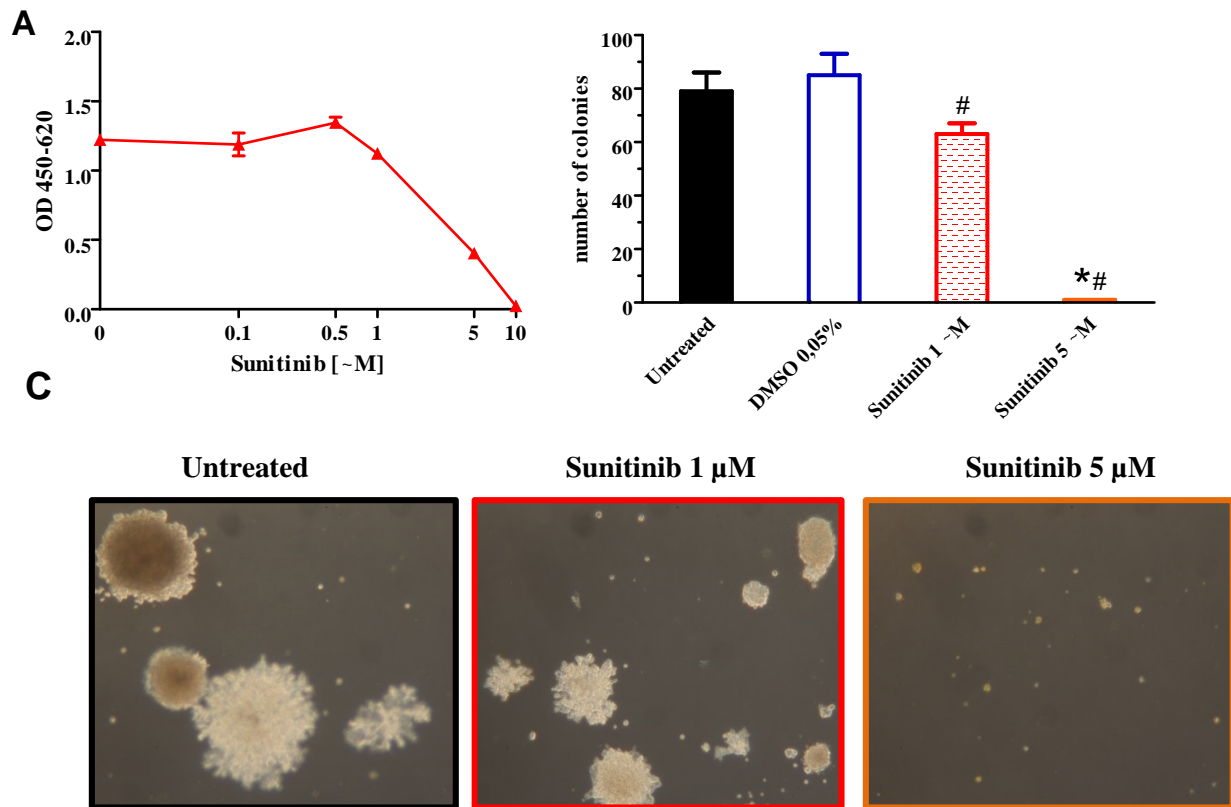 A
2.0
1.5
1.0
0.5
0.0
OD 450-620
0 0.1 0.5 1 5 10
Sunitinib [~M]
100
80
60
40
20
0
number of colonies
#
*#
Untreated
DMSO 0,05%
Sunitinib 1 ~M
Sunitinib 5 ~M
C
Untreated Sunitinib 1 µM Sunitinib 5 µM